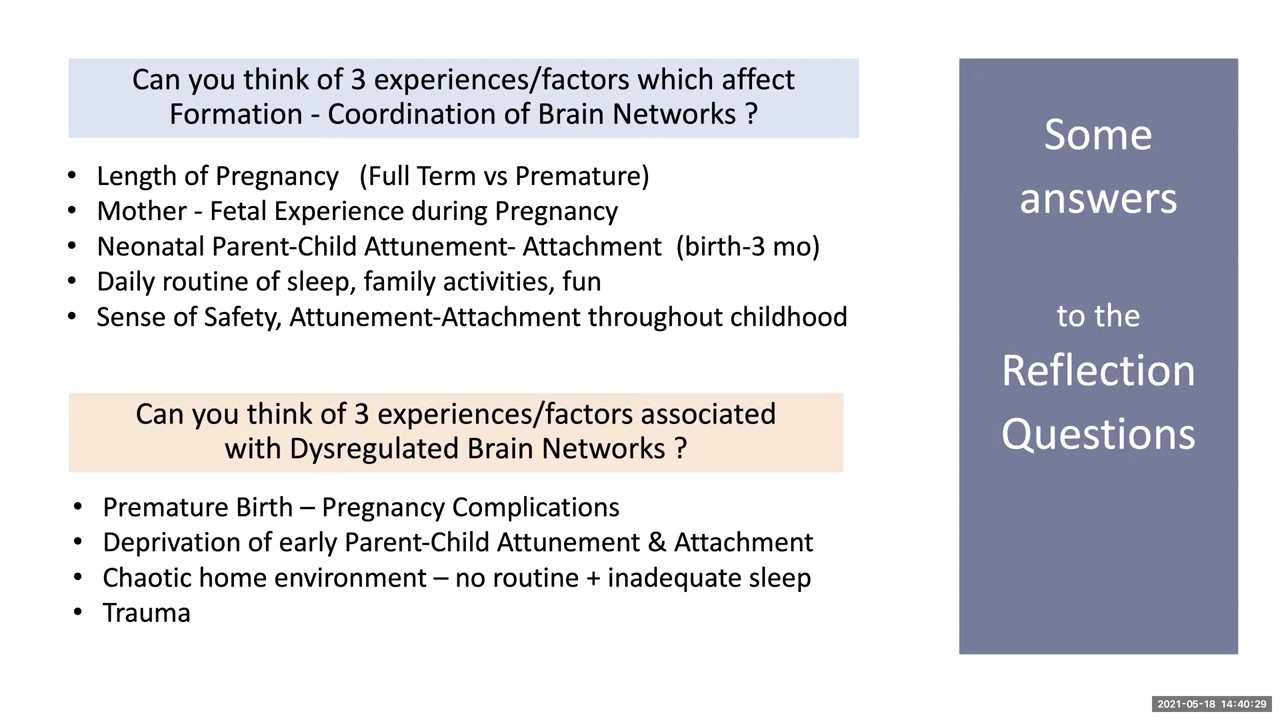 Can you think of 3 experiences/factors which affect
Formation - Coordination of Brain Networks ?
• Length of Pregnancy (Full Term vs Premature)
• Mother - Fetal Experience during Pregnancy
• Neonatal Parent-Child Attunement- Attachment (birth-3 mo)
• Daily routine of sleep, family activities, fun
• Sense of Safety, Attunement-Attachment throughout childhood
Can you think of 3 experiences/factors associated
with Dysregulated Brain Networks ?
• Premature Birth – Pregnancy Complications
• Deprivation of early Parent-Child Attunement & Attachment
• Chaotic home environment – no routine + inadequate sleep
• Trauma
Some
answers
to the
Reflection
Questions
2021-05-18 14:40:29